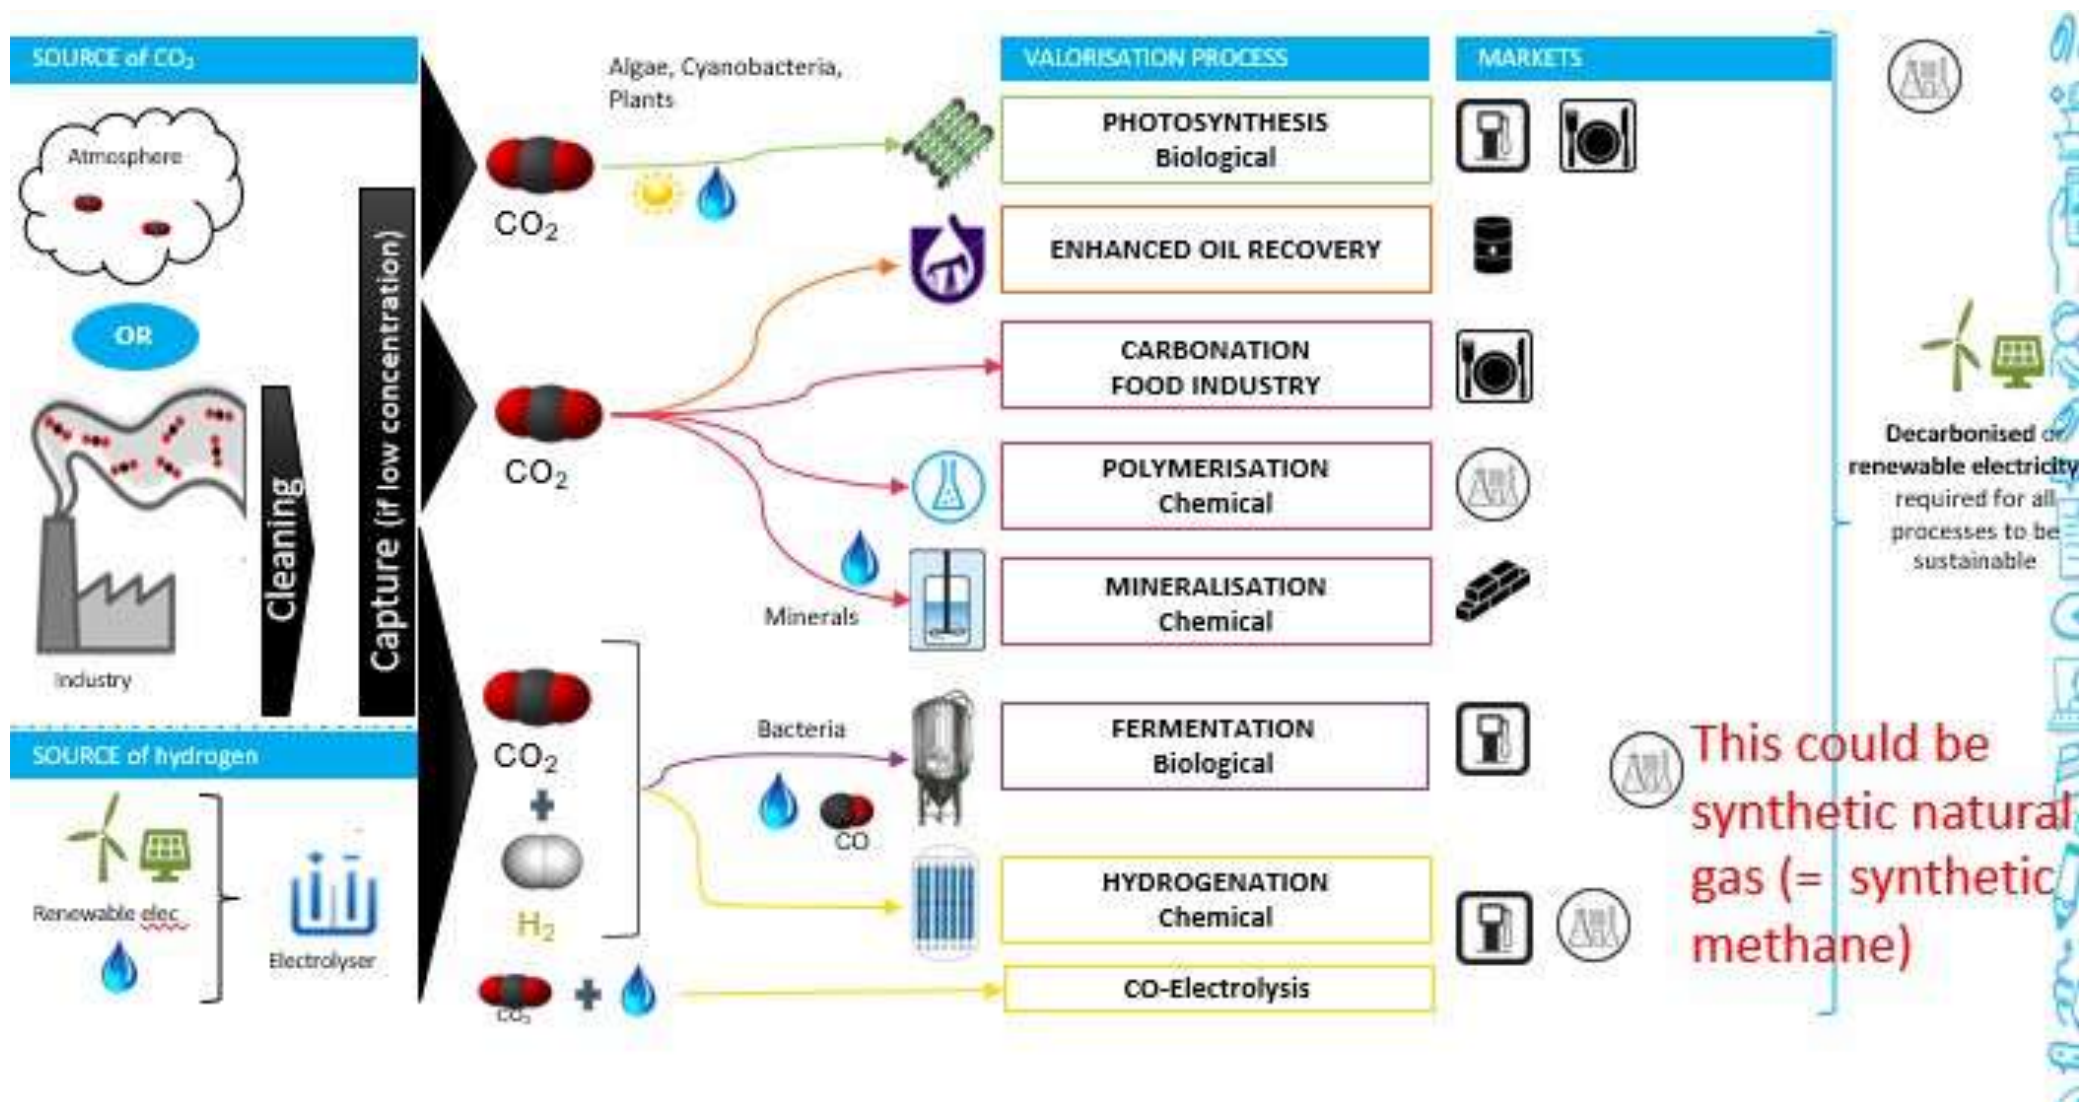 SOURCE of CO₂
Atmosphere
OR
Industry
Cleaning
Capture (if low concentration)
SOURCE of hydrogen
Renewable elec
Electrolyser
Algae, Cyanobacteria,
Plants
CO₂
CO₂
Minerals
CO₂
H₂
Bacteria
CO
CO₂
VALORISATION PROCESS
PHOTOSYNTHESIS
Biological
ENHANCED OIL RECOVERY
CARBONATION
FOOD INDUSTRY
POLYMERISATION
Chemical
MINERALISATION
Chemical
FERMENTATION
Biological
HYDROGENATION
Chemical
CO-Electrolysis
MARKETS
Decarbonised or
renewable electricity
required for all
processes to be
sustainable
This could be
synthetic natural
gas (= synthetic
methane)